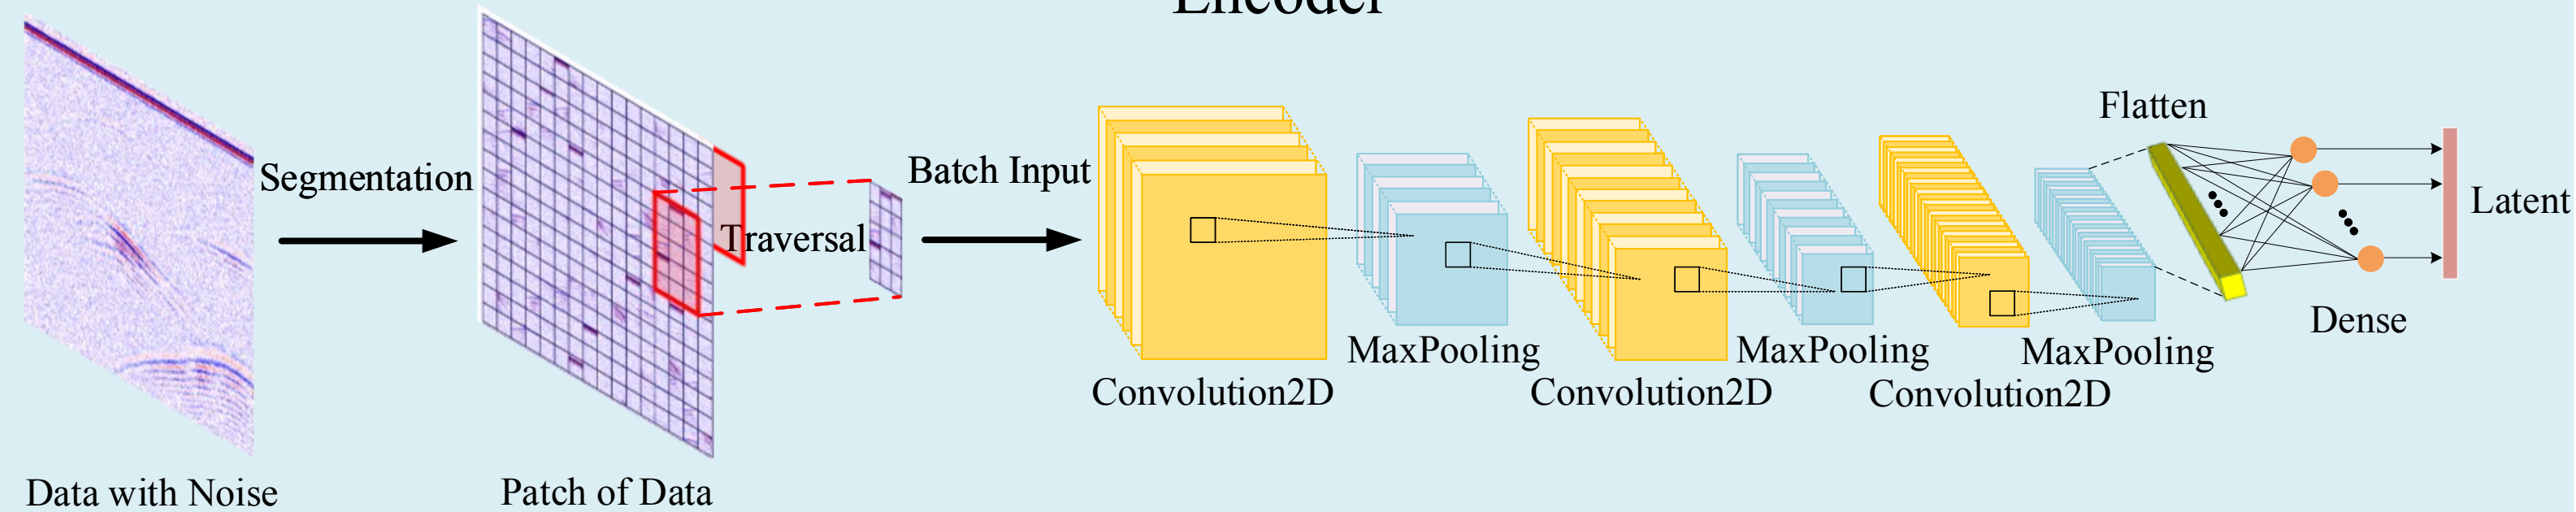 Encoder
Segmentation
Traversal
Batch Input
Flatten
Latent
Dense
MaxPooling
MaxPooling
MaxPooling
Convolution2D
Convolution2D
Convolution2D
Data with Noise
Patch of Data